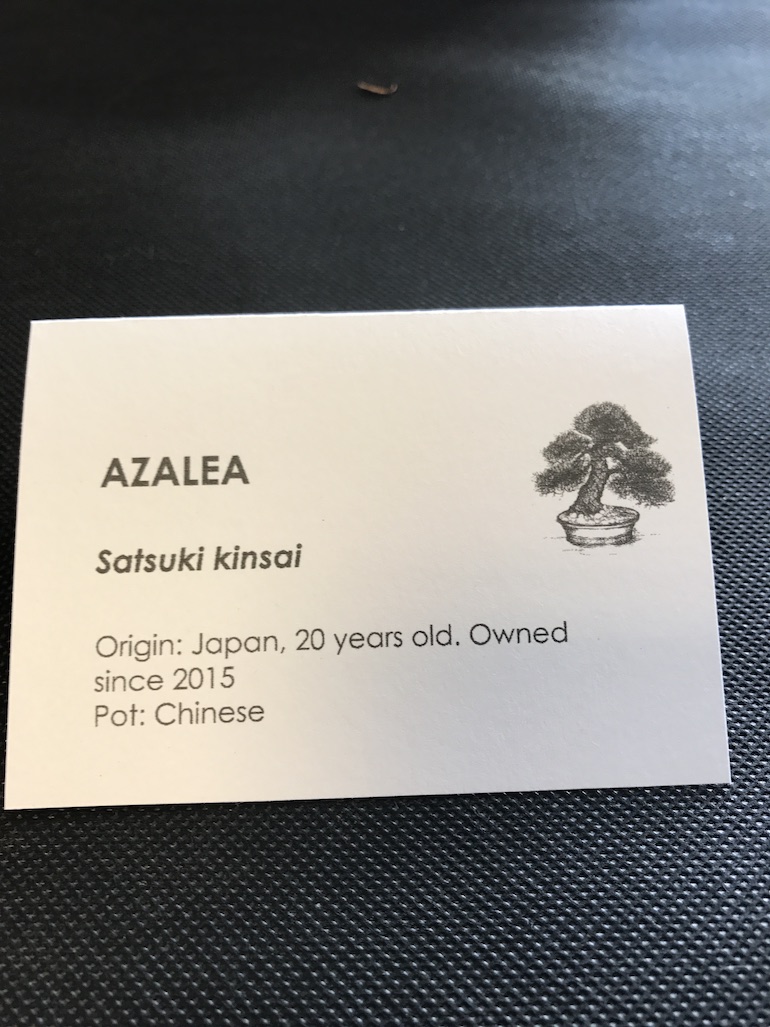 AZALEA
Satsuki kinsai
Origin: Japan, 20 years old. Owned
since 2015
Pot: Chinese